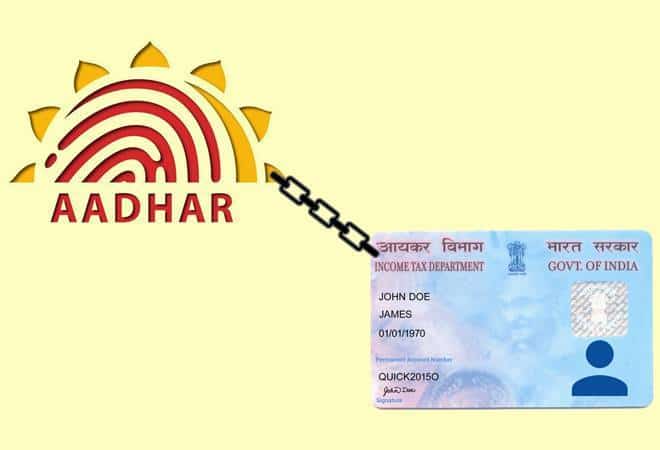 AADHAR
आयकर विभाग भारत सरकार
INCOME TAX DEPARTMENT GOVT. OF INDIA
JOHN DOE
JAMES
01/01/1970
Permanent Account Number
QUICK2015O
John Doe
Signature